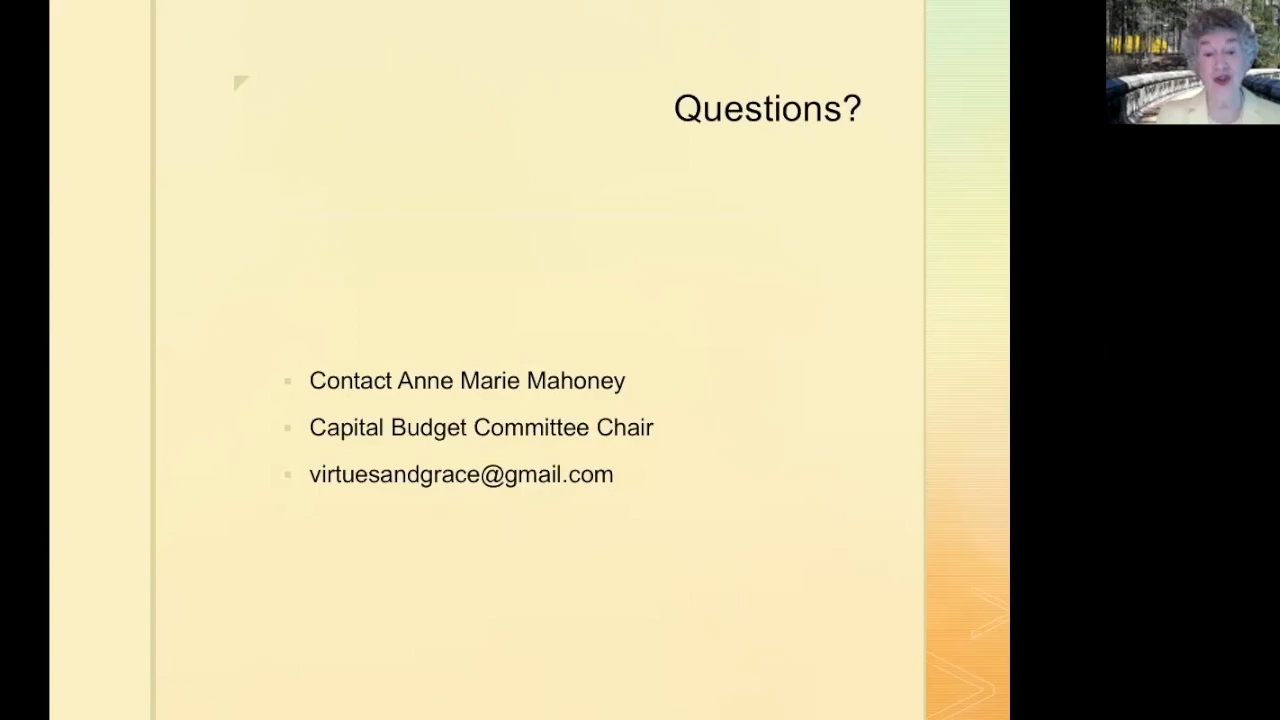 Questions?
Contact Anne Marie Mahoney
Capital Budget Committee Chair
virtuesandgrace@gmail.com